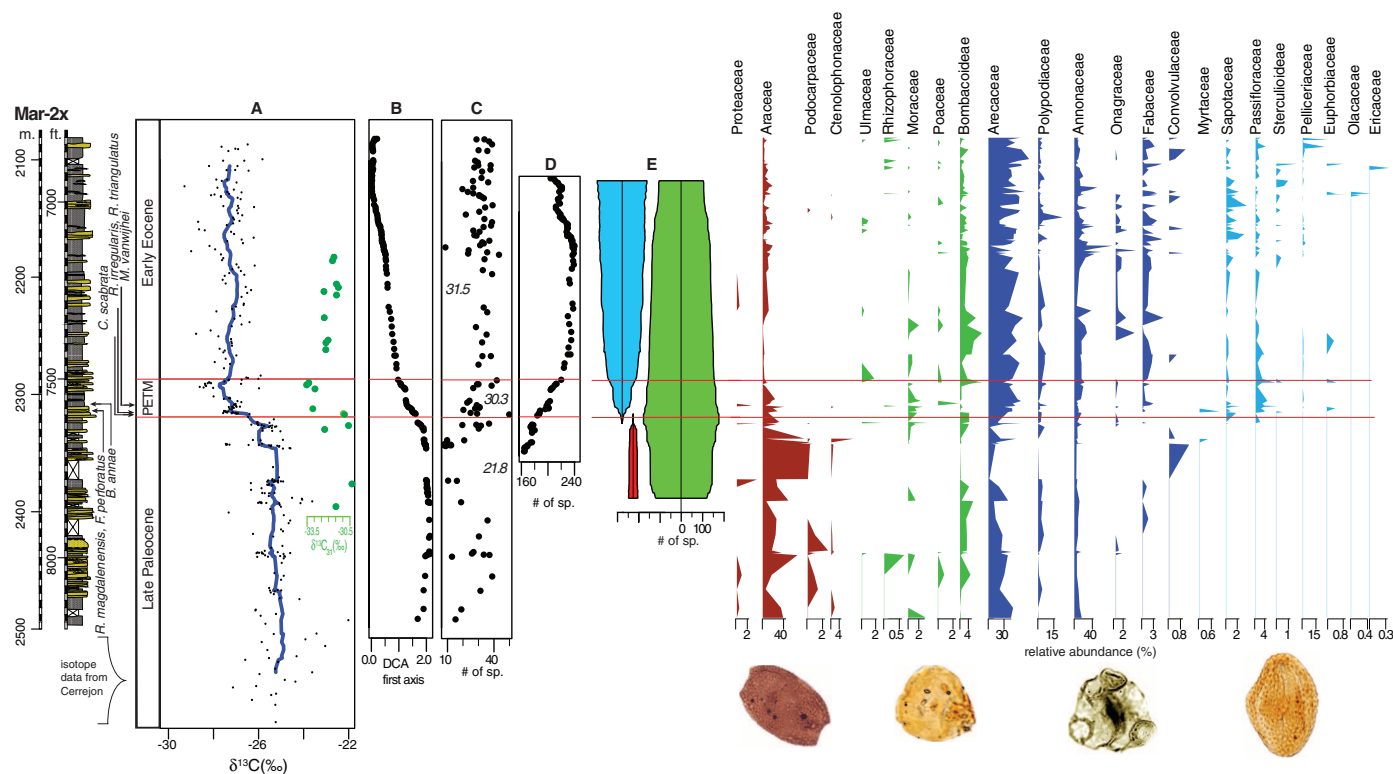 Mar-2x
m. ft.
2100
2200
2300
2400
2500
7000
7500
8000
R. magdalensis, F. perforatus
B. annae
C. scabrata
R. irregularis, R. triangulatus
M. vanwijhei
isotope
data from
Cerrejon
Early Eocene
PETM
Late Paleocene
A
-33.5 -30.5
δ13C31(‰)
-30 -28 -26 -24 -22
δ13C(‰)
B
0.0 2.0
DCA
first axis
C
31.5
30.3
21.8
10 40
# of sp.
D
160 240
# of sp.
E
0 100
# of sp.
Proteaceae
Araceae
Podocarpaceae
Ctenolophonaceae
Ulmaceae
Rhizophoraceae
Moraceae
Poaceae
Bombacoideae
Arecaceae
Polypodiaceae
Annonaceae
Onagraceae
Fabaceae
Convolvulaceae
Myrtaceae
Sapotaceae
Passifloraceae
Sterculioideae
Pelliceriaceae
Euphorbiaceae
Olacaceae
Ericaceae
2 40 2 4 2 0.5 2 2 4 30 15 40 2 3 0.8 0.6 2 4 1 15 0.8 0.4 0.3
relative abundance (%)